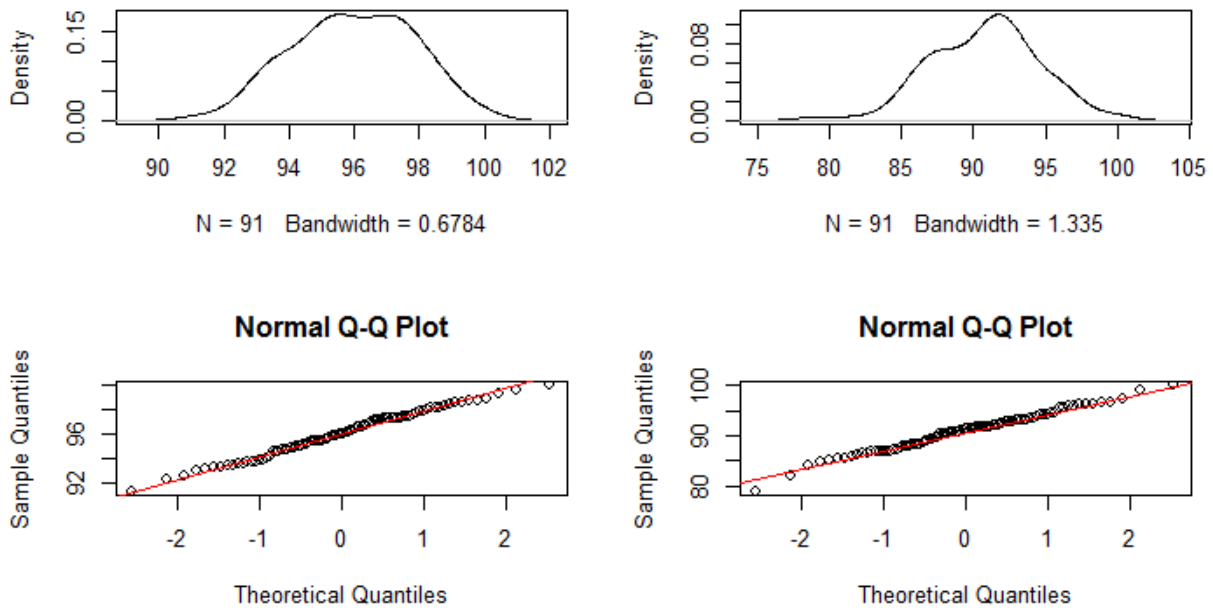 Density
0.15
0.00
90 92 94 96 98 100 102
N = 91 Bandwidth = 0.6784
Density
0.08
0.00
75 80 85 90 95 100 105
N = 91 Bandwidth = 1.335
Normal Q-Q Plot
Sample Quantiles
96
92
-2 -1 0 1 2
Theoretical Quantiles
Normal Q-Q Plot
Sample Quantiles
100
90
80
-2 -1 0 1 2
Theoretical Quantiles